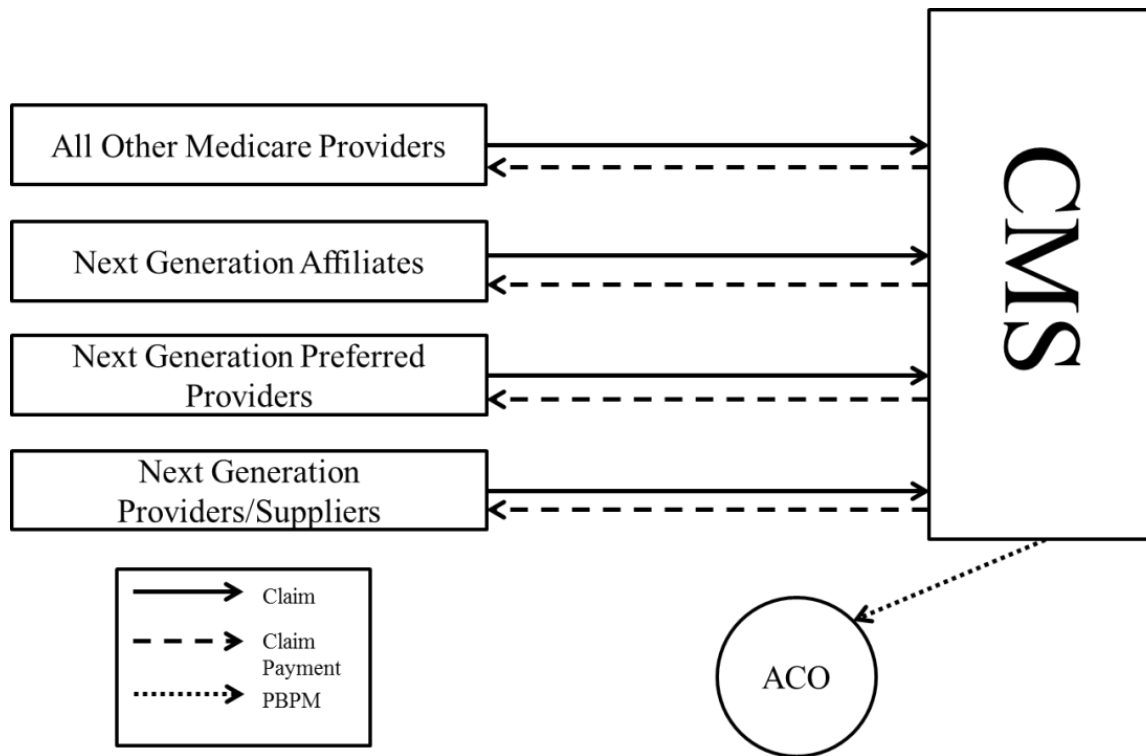 All Other Medicare Providers
Next Generation Affiliates
Next Generation Preferred
Providers
Next Generation
Providers/Suppliers
CMS
Claim
Claim
Payment
PBPM
ACO